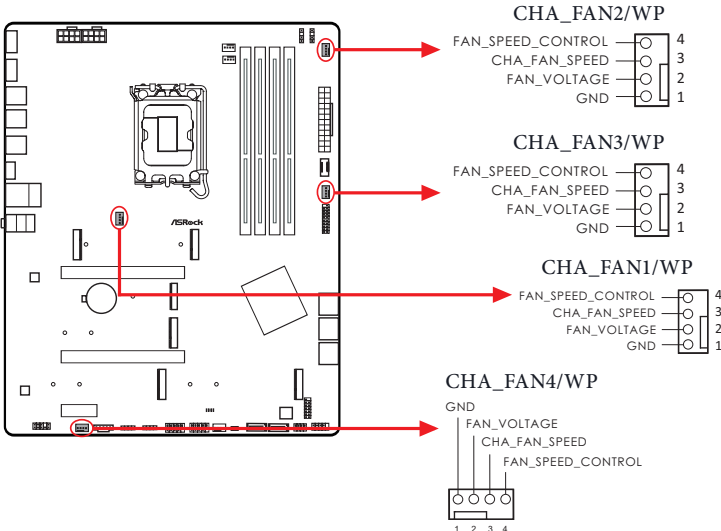 CHA_FAN2/WP
FAN_SPEED_CONTROL 4
CHA_FAN_SPEED 3
FAN_VOLTAGE 2
GND 1
CHA_FAN3/WP
FAN_SPEED_CONTROL 4
CHA_FAN_SPEED 3
FAN_VOLTAGE 2
GND 1
ASRock
CHA_FAN1/WP
FAN_SPEED_CONTROL 4
CHA_FAN_SPEED 3
FAN_VOLTAGE 2
GND 1
CHA_FAN4/WP
GND
FAN_VOLTAGE
CHA_FAN_SPEED
FAN_SPEED_CONTROL
1 2 3 4